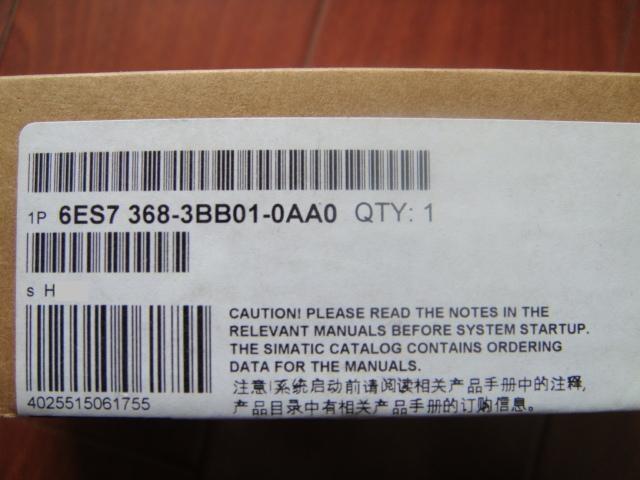 1P 6ES7 368-3BB01-0AA0 QTY: 1
S H
CAUTION! PLEASE READ THE NOTES IN THE
RELEVANT MANUALS BEFORE SYSTEM STARTUP.
THE SIMATIC CATALOG CONTAINS ORDERING
DATA FOR THE MANUALS.
注意!系统启动前请阅读相关产品手册中的注释,
产品目录中有相关产品手册的订购信息。
4025515061755